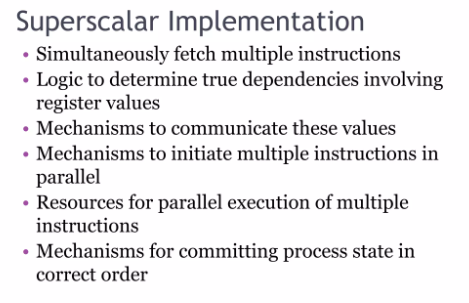 Superscalar Implementation
• Simultaneously fetch multiple instructions
• Logic to determine true dependencies involving
register values
• Mechanisms to communicate these values
• Mechanisms to initiate multiple instructions in
parallel
• Resources for parallel execution of multiple
instructions
• Mechanisms for committing process state in
correct order